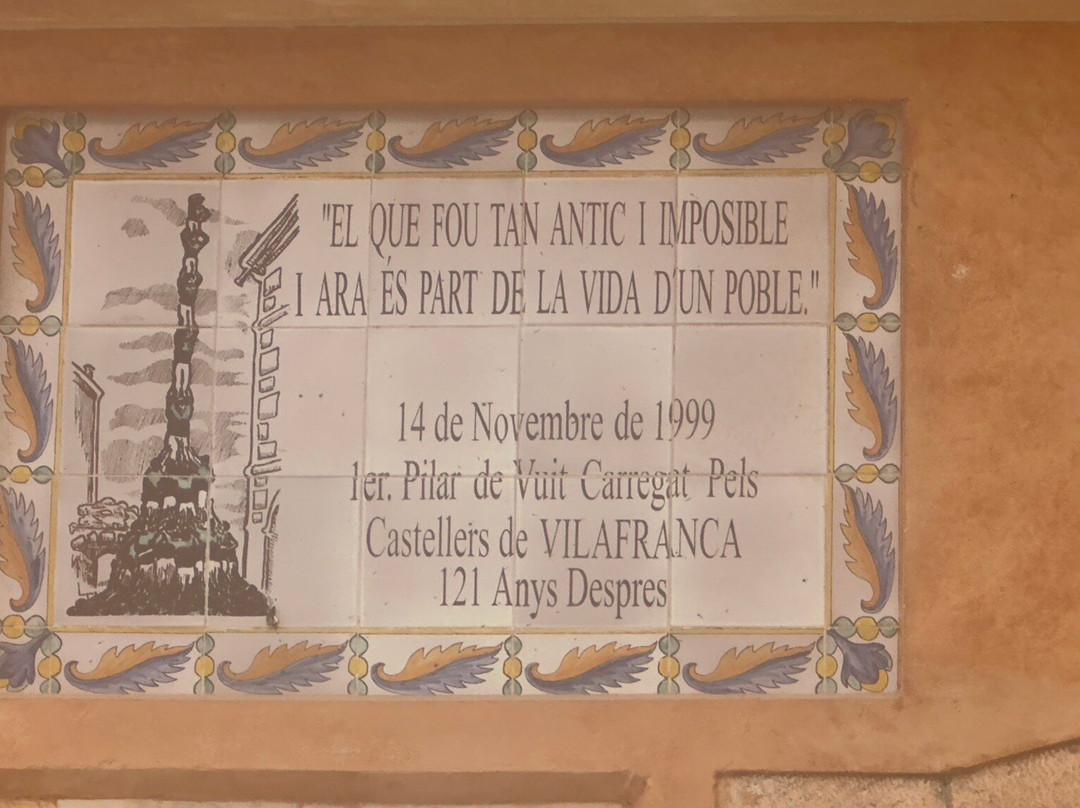 "EL QUE FOU TAN ANTIC I IMPOSIBLE
I ARA ÉS PART DE LA VIDA D'UN POBLE."
14 de Novembre de 1999
1er. Pilar de Vuit Carregat Pels
Castellers de VILAFRANCA
121 Anys Despres